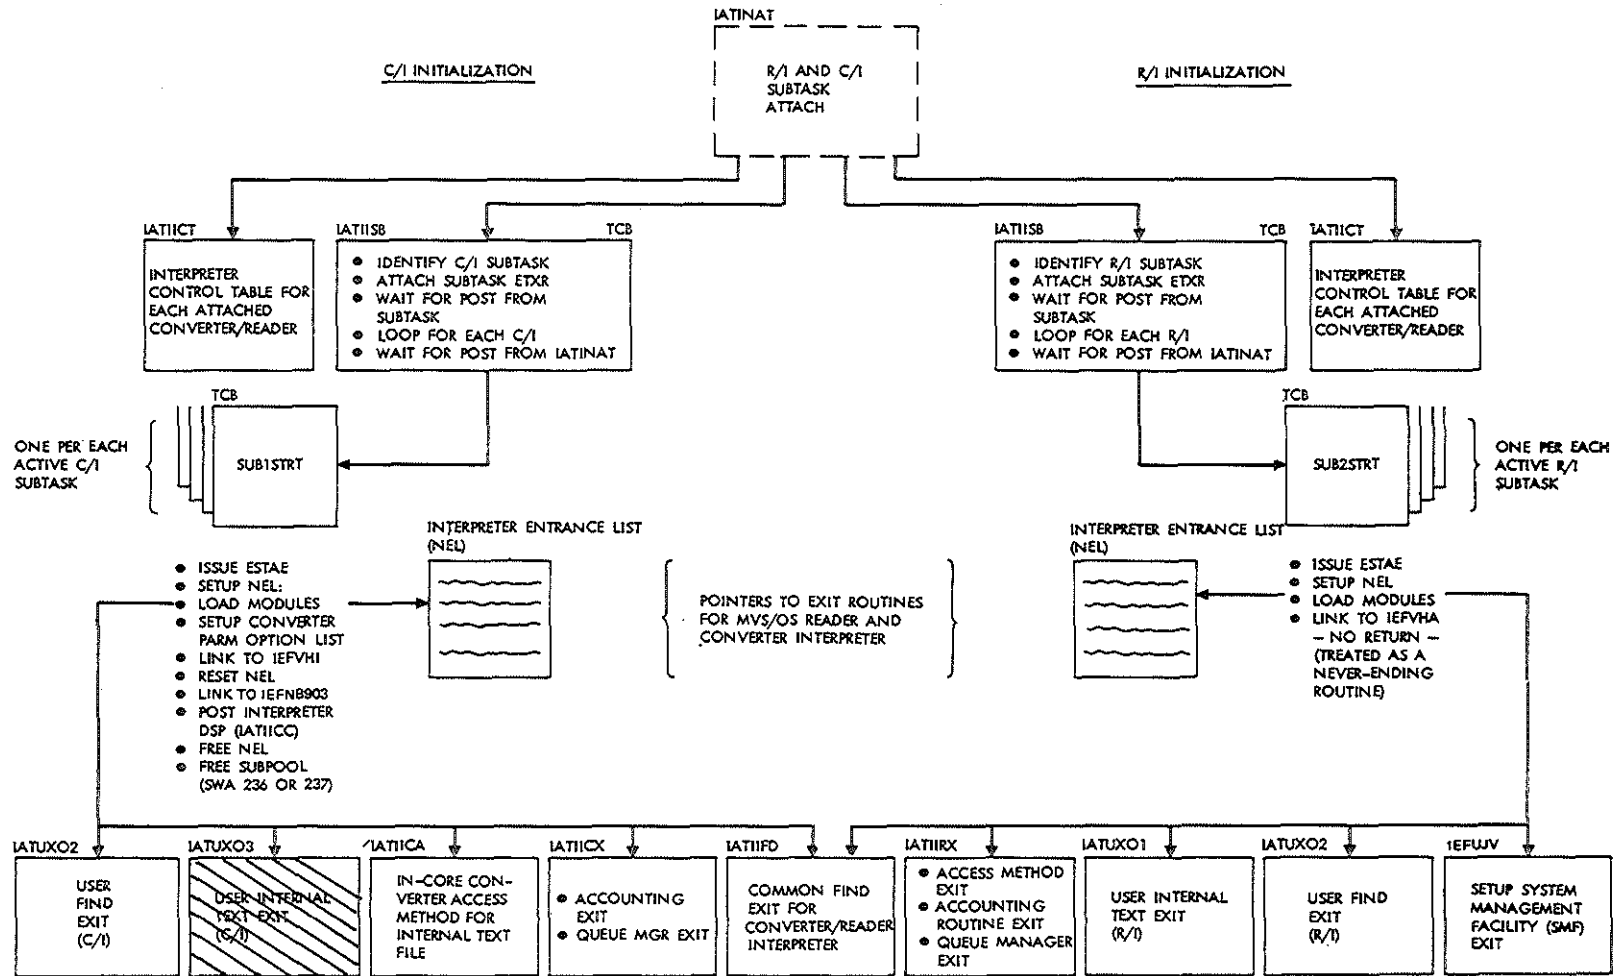 IATINAT
C/I INITIALIZATION
R/I AND C/I
SUBTASK
ATTACH
R/I INITIALIZATION
IATIICT
INTERPRETER
CONTROL TABLE FOR
EACH ATTACHED
CONVERTER/READER
IATIISB TCB
• IDENTIFY C/I SUBTASK
• ATTACH SUBTASK ETXR
• WAIT FOR POST FROM
SUBTASK
• LOOP FOR EACH C/I
• WAIT FOR POST FROM IATINAT
IATIISB TCB
• IDENTIFY R/I SUBTASK
• ATTACH SUBTASK ETXR
• WAIT FOR POST FROM
SUBTASK
• LOOP FOR EACH R/I
• WAIT FOR POST FROM IATINAT
IATIICT
INTERPRETER
CONTROL TABLE FOR
EACH ATTACHED
CONVERTER/READER
ONE PER EACH
ACTIVE C/I
SUBTASK
TCB
SUB1STRT
TCB
SUB2STRT
ONE PER EACH
ACTIVE R/I
SUBTASK
• ISSUE ESTAE
• SETUP NEL:
• LOAD MODULES
• SETUP CONVERTER
PARM OPTION LIST
• LINK TO IEFVH1
• RESET NEL
• LINK TO IEFNB903
• POST INTERPRETER
DSP (IATIICC)
• FREE NEL
• FREE SUBPOOL
(SWA 236 OR 237)
INTERPRETER ENTRANCE LIST
(NEL)
POINTERS TO EXIT ROUTINES
FOR MVS/OS READER AND
CONVERTER INTERPRETER
INTERPRETER ENTRANCE LIST
(NEL)
• ISSUE ESTAE
• SETUP NEL
• LOAD MODULES
• LINK TO IEFVHA
— NO RETURN —
(TREATED AS A
NEVER-ENDING
ROUTINE)
IATUXO2
USER
FIND
EXIT
(C/I)
IATUXO3
USER INTERNAL
TEXT EXIT
(C/I)
IATIICA
IN-CORE CON-
VERTER ACCESS
METHOD FOR
INTERNAL TEXT
FILE
IATIICX
• ACCOUNTING
EXIT
• QUEUE MGR EXIT
IATIIFD
COMMON FIND
EXIT FOR
CONVERTER/READER
INTERPRETER
IATIIRX
• ACCESS METHOD
EXIT
• ACCOUNTING
ROUTINE EXIT
• QUEUE MANAGER
EXIT
IATUXO1
USER INTERNAL
TEXT EXIT
(R/I)
IATUXO2
USER FIND
EXIT
(R/I)
IEFUJV
SETUP SYSTEM
MANAGEMENT
FACILITY (SMF)
EXIT